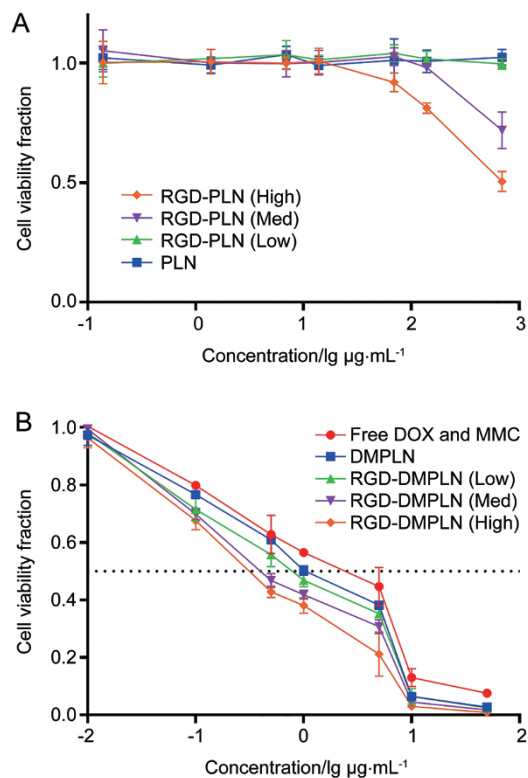 A
Cell viability fraction
1.0
0.5
0.0
RGD-PLN (High)
RGD-PLN (Med)
RGD-PLN (Low)
PLN
-1 0 1 2 3
Concentration/lg µg·mL⁻¹
B
Cell viability fraction
1.0
0.8
0.6
0.4
0.2
0.0
Free DOX and MMC
DMPLN
RGD-DMPLN (Low)
RGD-DMPLN (Med)
RGD-DMPLN (High)
-2 -1 0 1 2
Concentration/lg µg·mL⁻¹